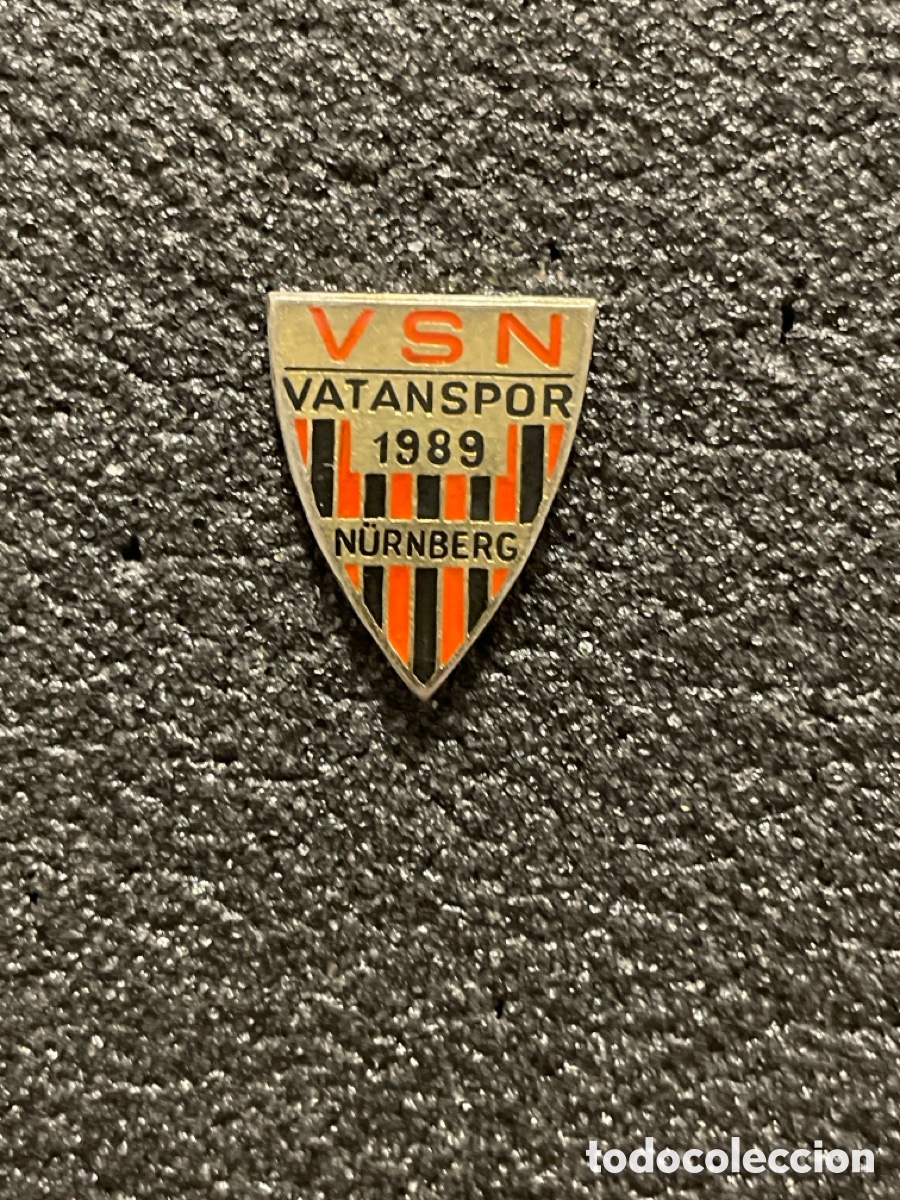 VSN
VATANSPOR
1989
NÜRNBERG
todocoleccion